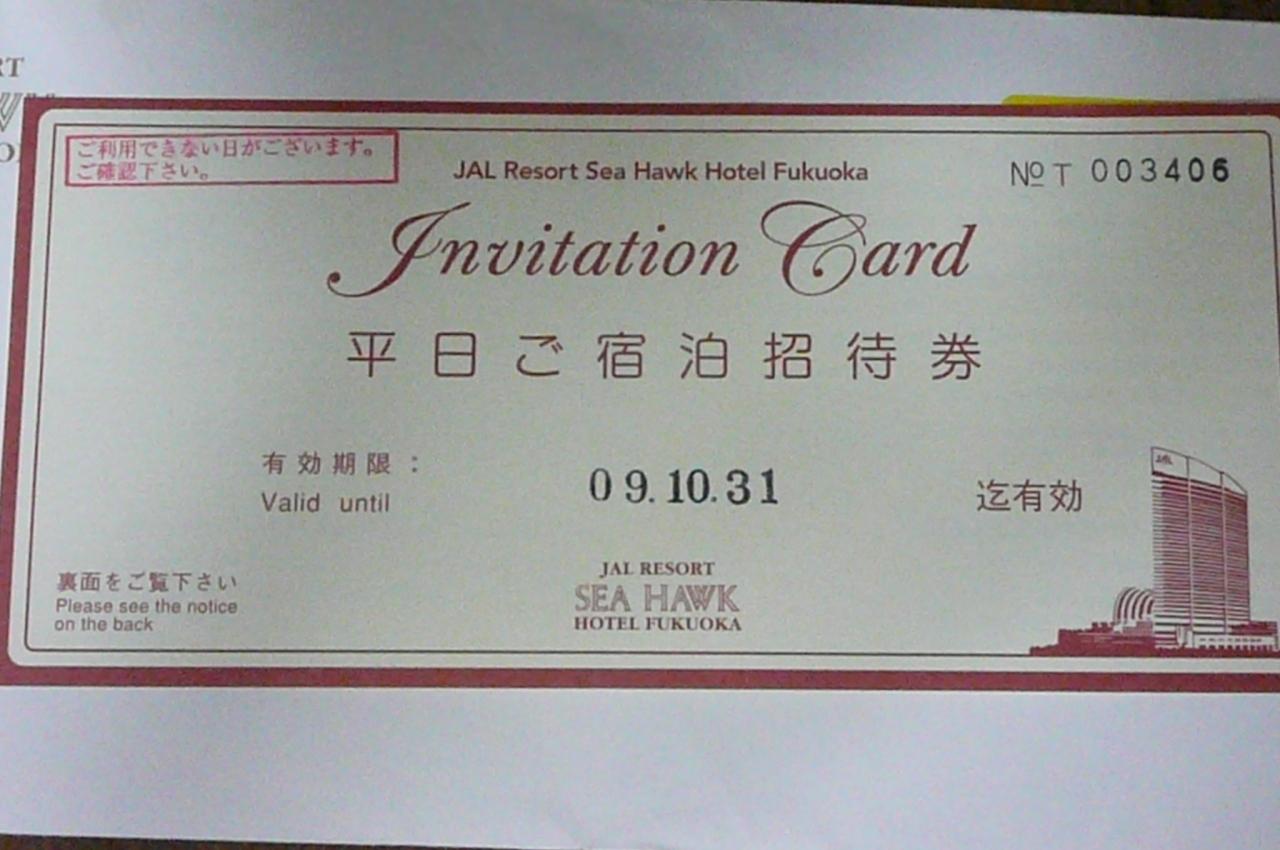 RT
ご利用できない日がございます。
ご確認下さい。
JAL Resort Sea Hawk Hotel Fukuoka
№ T 003406
Invitation Card
平日ご宿泊招待券
有効期限：
Valid until
09.10.31
迄有効
裏面をご覧下さい
Please see the notice
on the back
JAL RESORT
SEA HAWK
HOTEL FUKUOKA
JAL